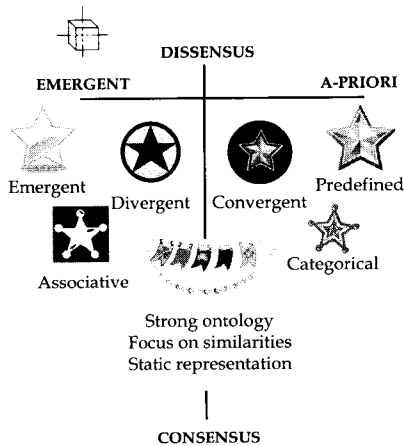 DISSENSUS
EMERGENT
A-PRIORI
Emergent
Divergent
Convergent
Predefined
Associative
Categorical
Strong ontology
Focus on similarities
Static representation
CONSENSUS